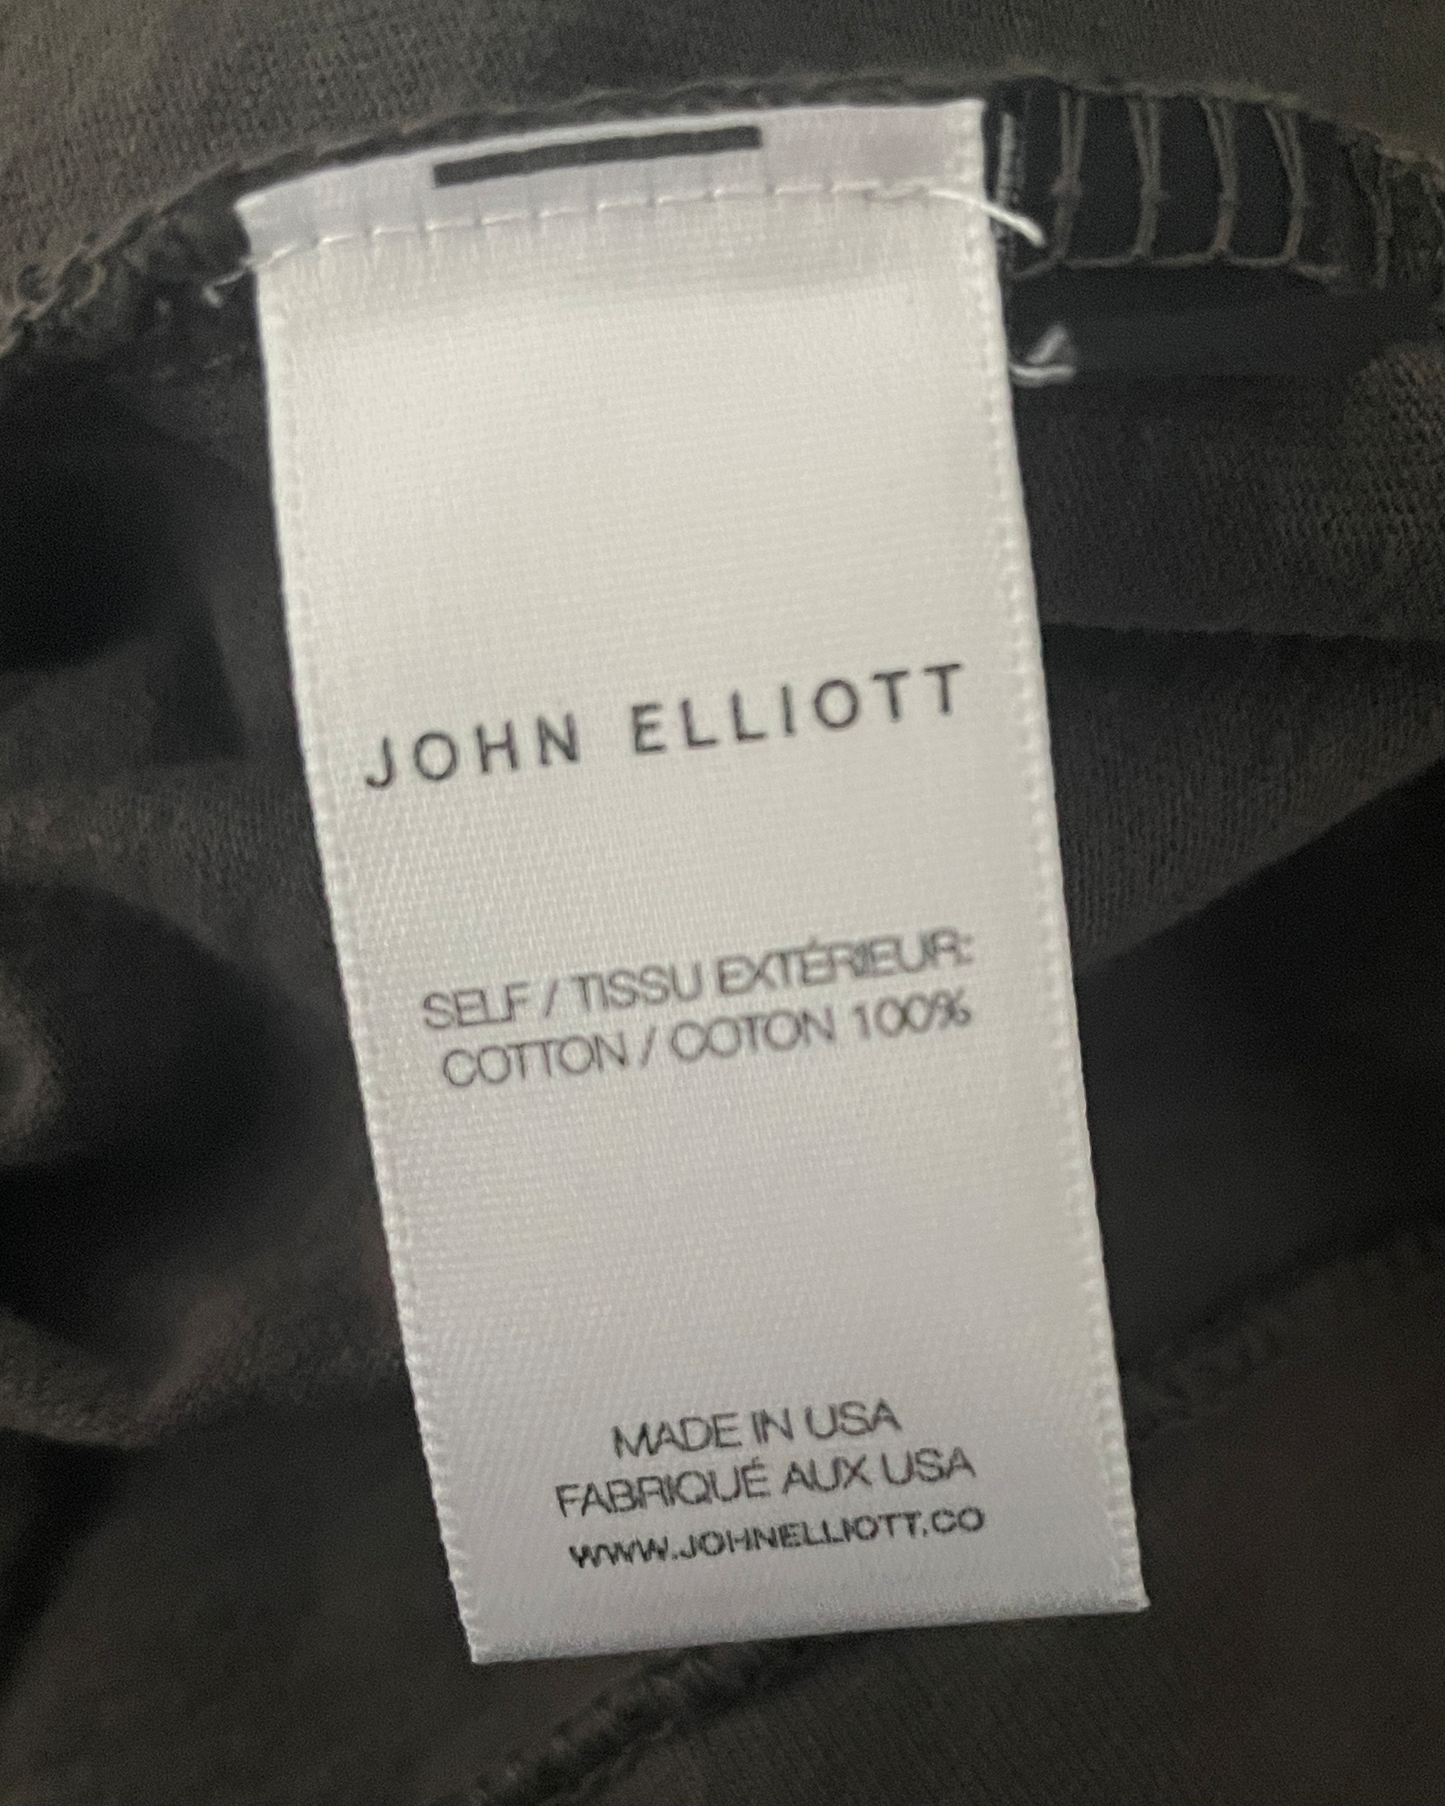 JOHN ELLIOTT
SELF / TISSU EXTÉRIEUR:
COTTON / COTON 100%
MADE IN USA
FABRIQUÉ AUX USA
WWW.JOHNELLIOTT.CO